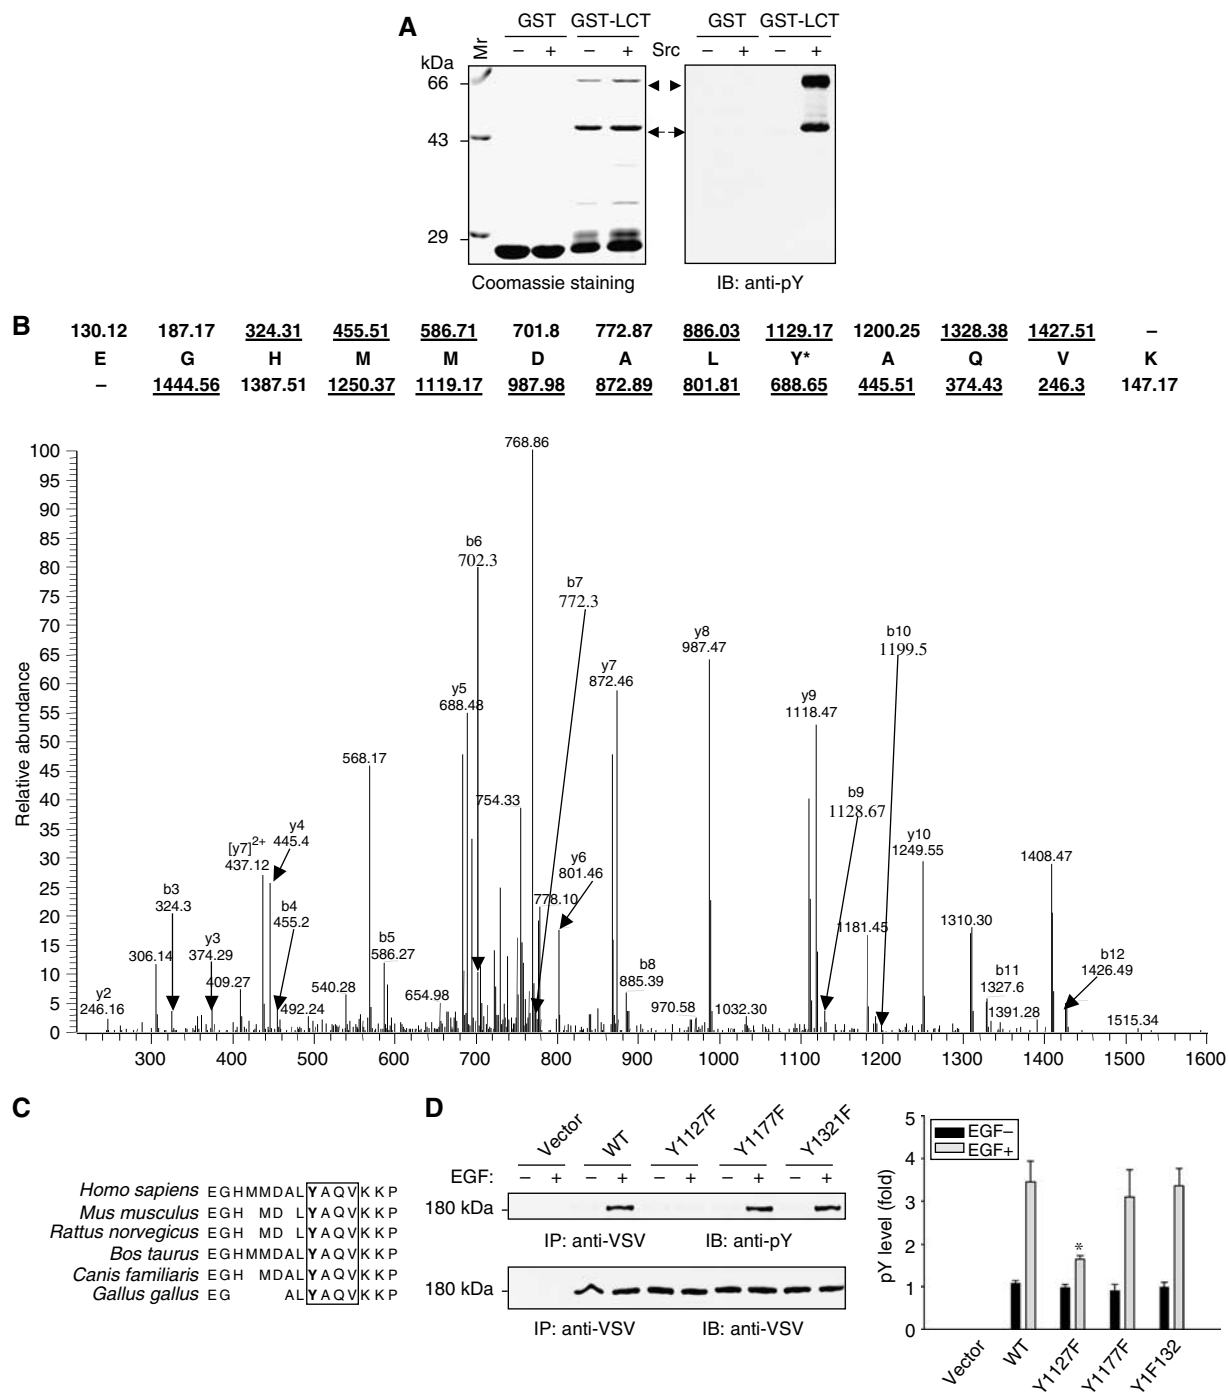 A
GST GST-LCT GST GST-LCT
Mr – + – + Src – + – +
kDa
66
43
29
Coomassie staining IB: anti-pY
B
130.12 187.17 324.31 455.51 586.71 701.8 772.87 886.03 1129.17 1200.25 1328.38 1427.51 –
E G H M M D A L Y* A Q V K
– 1444.56 1387.51 1250.37 1119.17 987.98 872.89 801.81 688.65 445.51 374.43 246.3 147.17
Relative abundance
100
95
90
85
80
75
70
65
60
55
50
45
40
35
30
25
20
15
10
5
0
768.86
b6
702.3
b7
772.3
y8
987.47
b10
1199.5
y7
872.46
y5
688.48
y9
1118.47
568.17
754.33
b9
1128.67
y4
445.4
[y7]2+
437.12
y6
801.46
y10
1249.55
1408.47
b3
324.3
b4
455.2
778.10
1181.45
1310.30
y3
374.29
306.14
b5
586.27
b8
885.39
b11
1327.6
b12
1426.49
y2
246.16
409.27
492.24
540.28
654.98
970.58
1032.30
1391.28
1515.34
300 400 500 600 700 800 900 1000 1100 1200 1300 1400 1500 1600
C
Homo sapiens EGHMMDALYAQVKKP
Mus musculus EGH MD LYAQVKKP
Rattus norvegicus EGH MD LYAQVKKP
Bos taurus EGHMMDALYAQVKKP
Canis familiaris EGH MDALYAQVKKP
Gallus gallus EG ALYAQVKKP
D
Vector WT Y1127F Y1177F Y1321F
EGF: – + – + – + – + – +
180 kDa
IP: anti-VSV IB: anti-pY
180 kDa
IP: anti-VSV IB: anti-VSV
pY level (fold)
5
4
3
2
1
0
EGF–
EGF+
*
Vector WT Y1127F Y1177F Y1F132